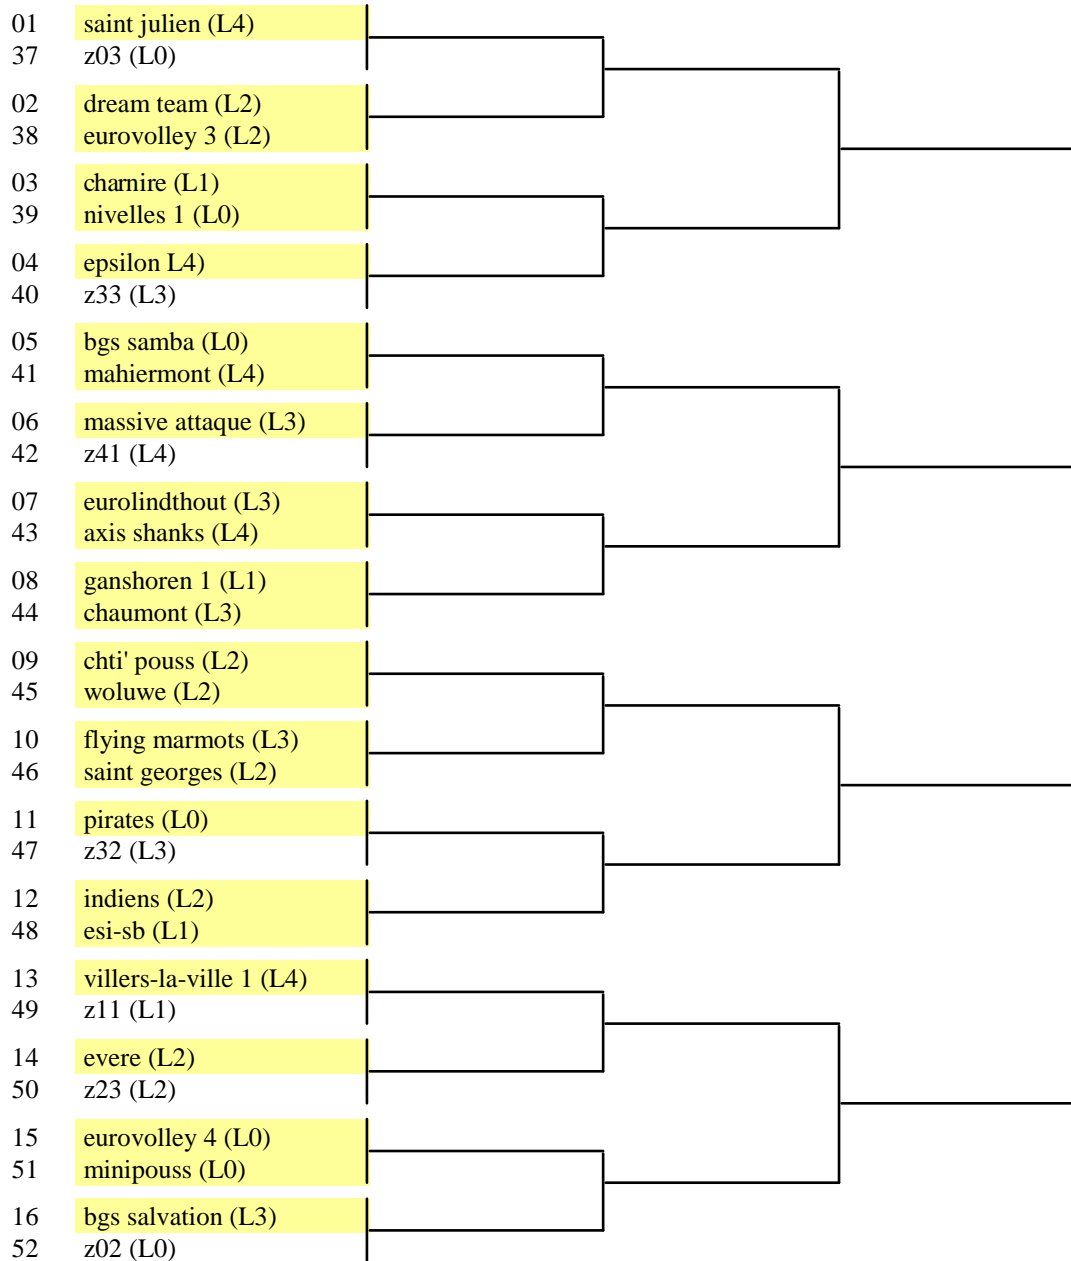 01 saint julien (L4)
37 z03 (L0)
02 dream team (L2)
38 eurovolley 3 (L2)
03 charnire (L1)
39 nivelles 1 (L0)
04 epsilon L4)
40 z33 (L3)
05 bgs samba (L0)
41 mahiermont (L4)
06 massive attaque (L3)
42 z41 (L4)
07 eurolindthout (L3)
43 axis shanks (L4)
08 ganshoren 1 (L1)
44 chaumont (L3)
09 chti' pouss (L2)
45 woluwe (L2)
10 flying marmots (L3)
46 saint georges (L2)
11 pirates (L0)
47 z32 (L3)
12 indiens (L2)
48 esi-sb (L1)
13 villers-la-ville 1 (L4)
49 z11 (L1)
14 evere (L2)
50 z23 (L2)
15 eurovolley 4 (L0)
51 minipouss (L0)
16 bgs salvation (L3)
52 z02 (L0)